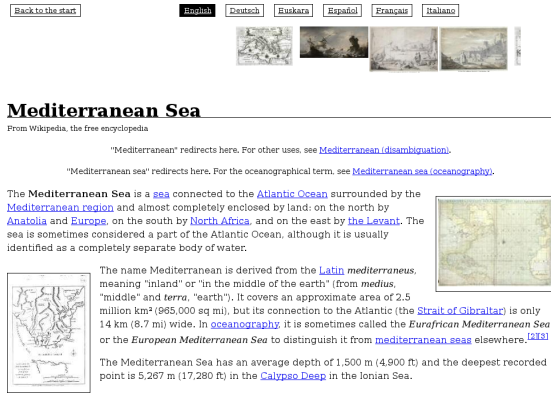 Back to the start
English Deutsch Euskara Español Français Italiano
Mediterranean Sea
From Wikipedia, the free encyclopedia
"Mediterranean" redirects here. For other uses, see Mediterranean (disambiguation).
"Mediterranean sea" redirects here. For the oceanographical term, see Mediterranean sea (oceanography).
The Mediterranean Sea is a sea connected to the Atlantic Ocean surrounded by the
Mediterranean region and almost completely enclosed by land: on the north by
Anatolia and Europe, on the south by North Africa, and on the east by the Levant. The
sea is sometimes considered a part of the Atlantic Ocean, although it is usually
identified as a completely separate body of water.
The name Mediterranean is derived from the Latin mediterraneus,
meaning "inland" or "in the middle of the earth" (from medius,
"middle" and terra, "earth"). It covers an approximate area of 2.5
million km² (965,000 sq mi), but its connection to the Atlantic (the Strait of Gibraltar) is only
14 km (8.7 mi) wide. In oceanography, it is sometimes called the Eurafrican Mediterranean Sea
or the European Mediterranean Sea to distinguish it from mediterranean seas elsewhere.[2][3]
The Mediterranean Sea has an average depth of 1,500 m (4,900 ft) and the deepest recorded
point is 5,267 m (17,280 ft) in the Calypso Deep in the Ionian Sea.